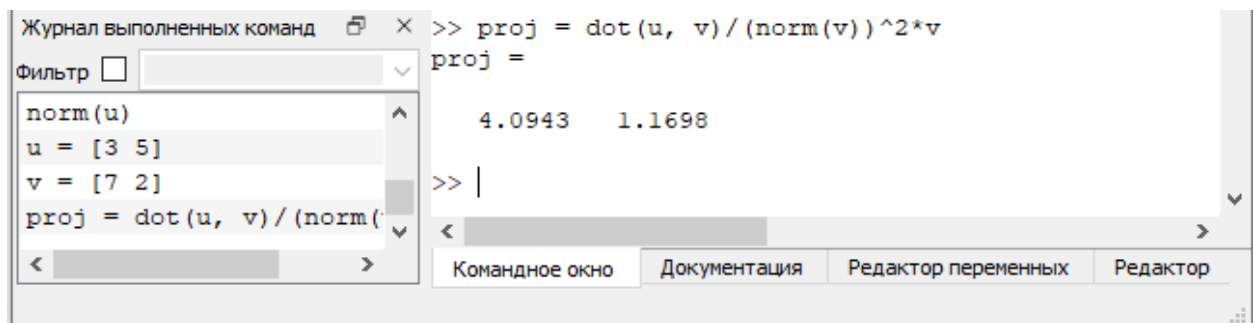 Журнал выполненных команд
Фильтр
norm(u)
u = [3 5]
v = [7 2]
proj = dot(u, v)/(norm(
>> proj = dot(u, v)/(norm(v))^2*v
proj =
4.0943 1.1698
>>
Командное окно Документация Редактор переменных Редактор